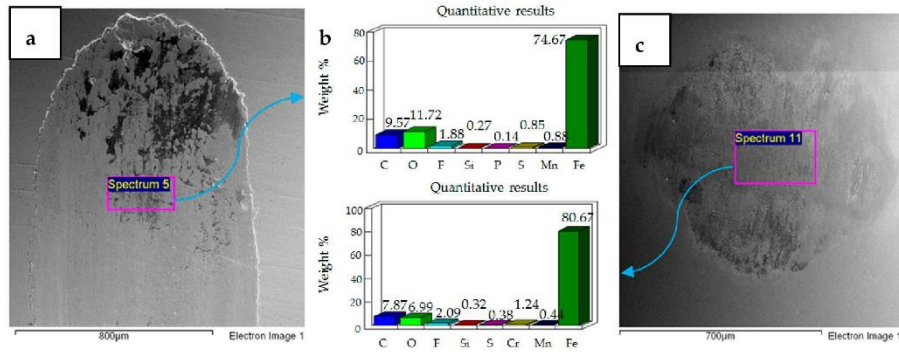 a
Spectrum 5
800µm
Electron Image 1
b
Quantitative results
Weight %
80
60
40
20
0
9.57
11.72
1.88
0.27
0.14
0.85
0.88
74.67
C O F Si P S Mn Fe
Quantitative results
Weight %
100
80
60
40
20
0
7.87
6.99
2.09
0.32
0.38
1.24
0.44
80.67
C O F Si S Cr Mn Fe
c
Spectrum 11
700µm
Electron Image 1